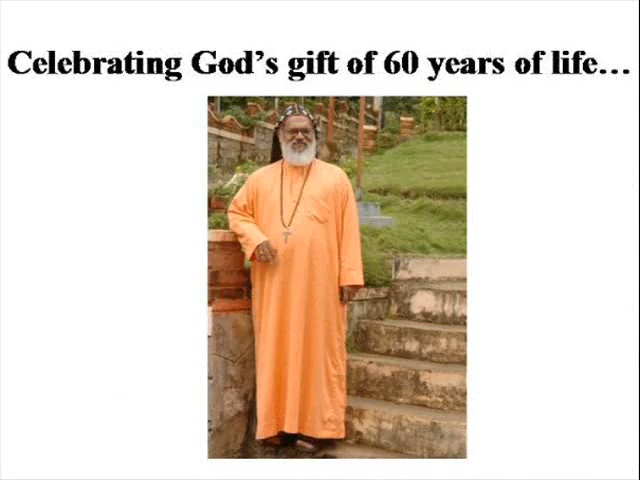 Celebrating God's gift of 60 years of life…